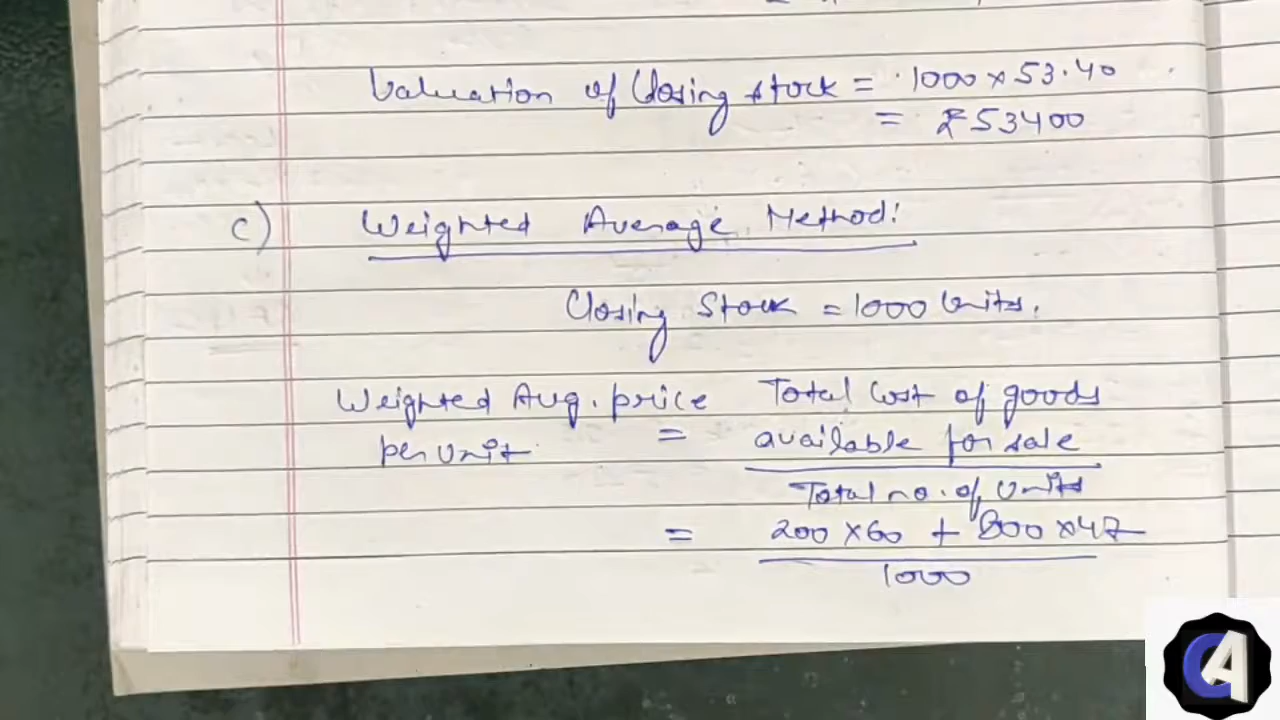 Valuation of Closing stock = 1000 × 53.40
= ₹53400
c) Weighted Average Method:
Closing Stock = 1000 Units.
Weighted Avg. price per unit = Total Cost of goods
available for sale
Total no. of Units
= 200 × 60 + 800 × 47
1000
CA